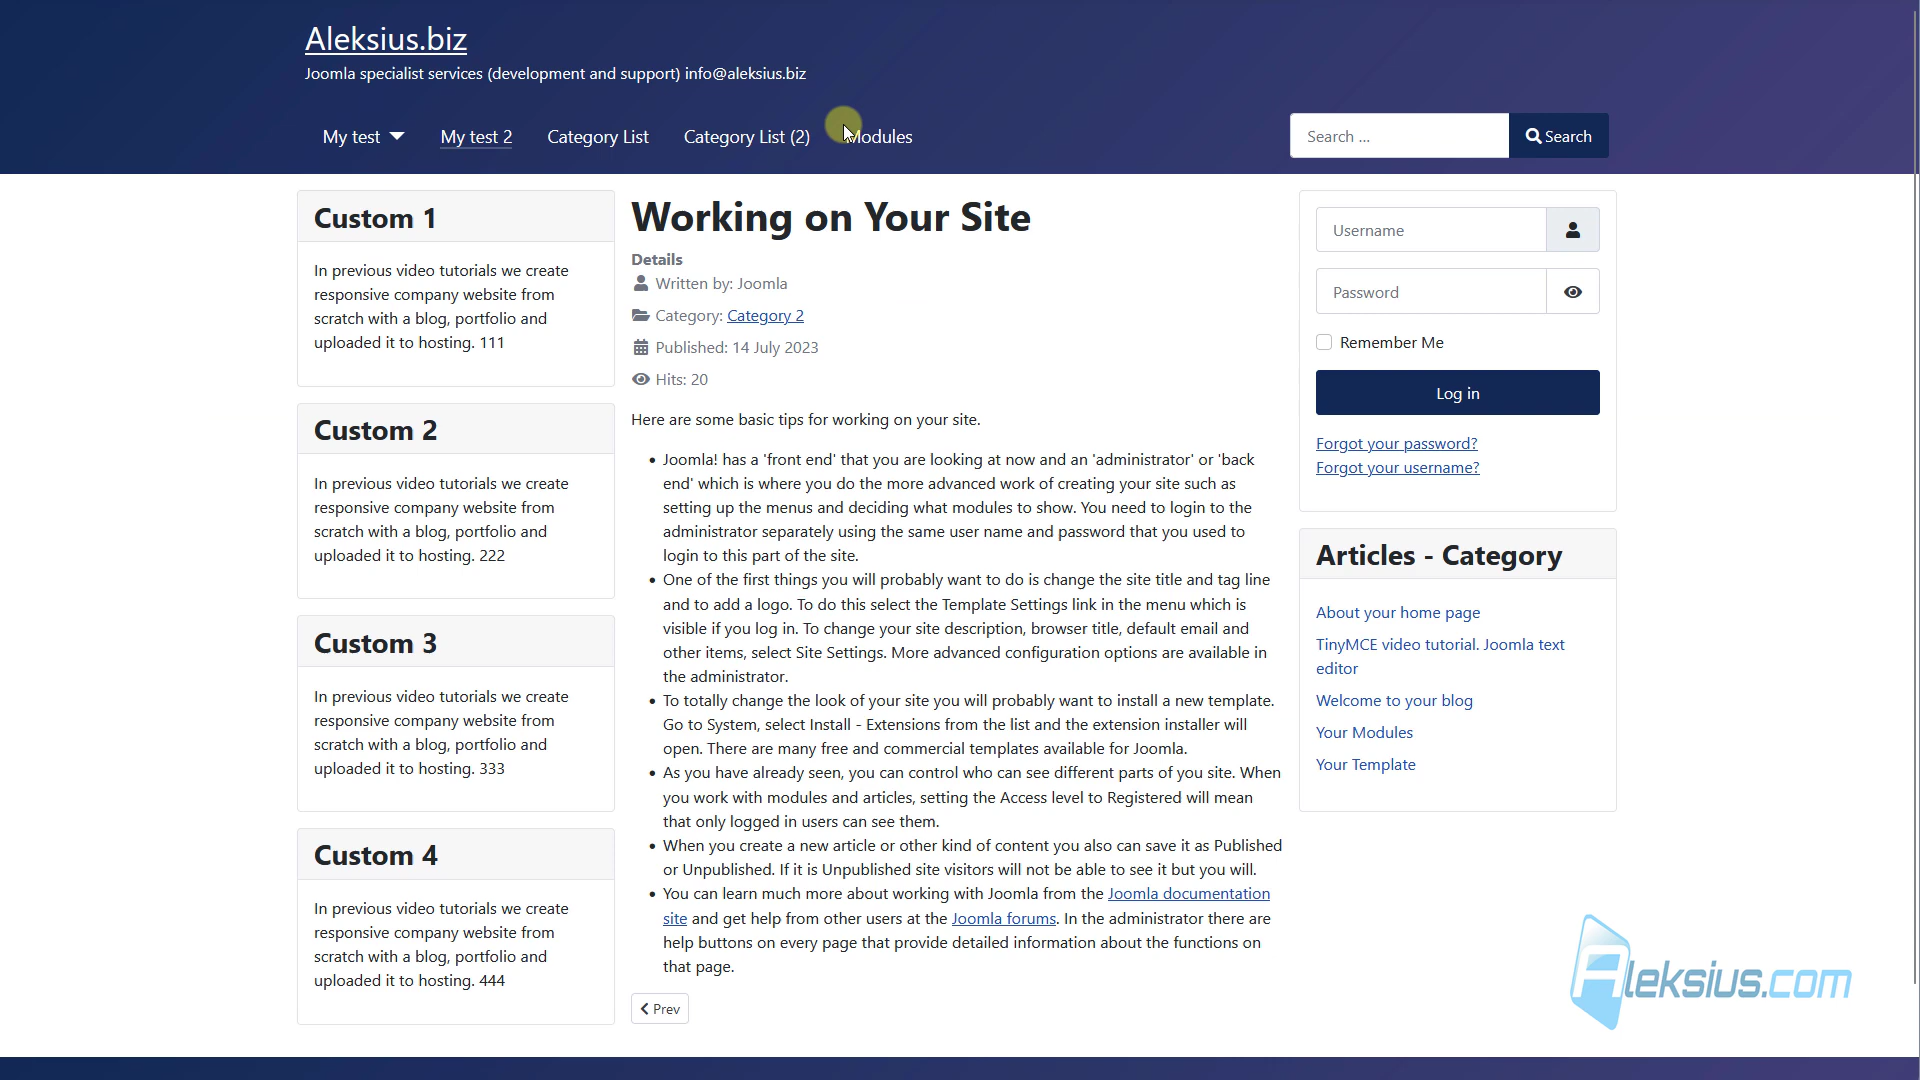 Aleksius.biz
Joomla specialist services (development and support) info@aleksius.biz
My test
My test 2
Category List
Category List (2)
Modules
Search ...
Search
Custom 1
In previous video tutorials we create
responsive company website from
scratch with a blog, portfolio and
uploaded it to hosting. 111
Custom 2
In previous video tutorials we create
responsive company website from
scratch with a blog, portfolio and
uploaded it to hosting. 222
Custom 3
In previous video tutorials we create
responsive company website from
scratch with a blog, portfolio and
uploaded it to hosting. 333
Custom 4
In previous video tutorials we create
responsive company website from
scratch with a blog, portfolio and
uploaded it to hosting. 444
Working on Your Site
Details
Written by: Joomla
Category: Category 2
Published: 14 July 2023
Hits: 20
Here are some basic tips for working on your site.
• Joomla! has a 'front end' that you are looking at now and an 'administrator' or 'back
end' which is where you do the more advanced work of creating your site such as
setting up the menus and deciding what modules to show. You need to login to the
administrator separately using the same user name and password that you used to
login to this part of the site.
• One of the first things you will probably want to do is change the site title and tag line
and to add a logo. To do this select the Template Settings link in the menu which is
visible if you log in. To change your site description, browser title, default email and
other items, select Site Settings. More advanced configuration options are available in
the administrator.
• To totally change the look of your site you will probably want to install a new template.
Go to System, select Install - Extensions from the list and the extension installer will
open. There are many free and commercial templates available for Joomla.
• As you have already seen, you can control who can see different parts of you site. When
you work with modules and articles, setting the Access level to Registered will mean
that only logged in users can see them.
• When you create a new article or other kind of content you also can save it as Published
or Unpublished. If it is Unpublished site visitors will not be able to see it but you will.
• You can learn much more about working with Joomla from the Joomla documentation
site and get help from other users at the Joomla forums. In the administrator there are
help buttons on every page that provide detailed information about the functions on
that page.
Prev
Username
Password
Remember Me
Log in
Forgot your password?
Forgot your username?
Articles - Category
About your home page
TinyMCE video tutorial. Joomla text
editor
Welcome to your blog
Your Modules
Your Template
Aleksius.com